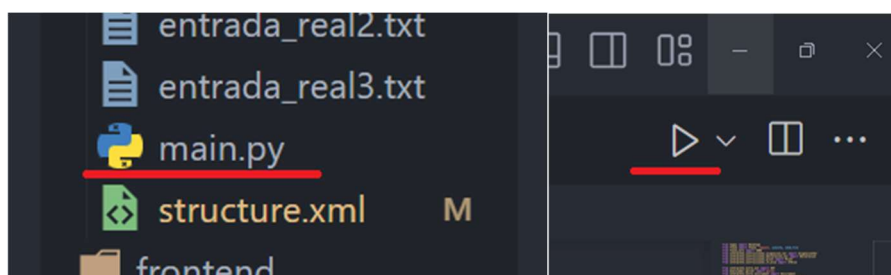 entrada_real2.txt
entrada_real3.txt
main.py
structure.xml M
frontend